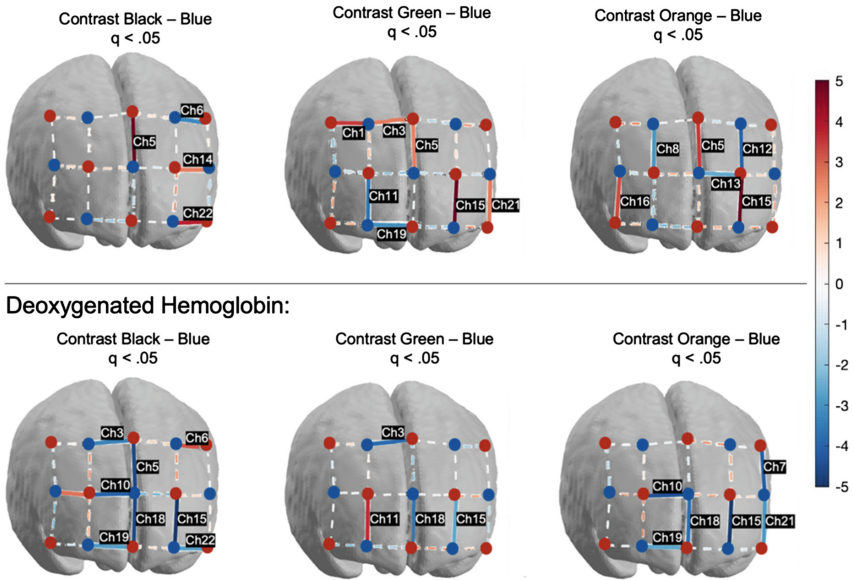 Contrast Black – Blue
q < .05
Contrast Green – Blue
q < .05
Contrast Orange – Blue
q < .05
Ch6
Ch5
Ch14
Ch22
Ch1
Ch3
Ch5
Ch11
Ch15
Ch21
Ch19
Ch8
Ch5
Ch12
Ch13
Ch16
Ch15
5
4
3
2
1
0
-1
-2
-3
-4
-5
Deoxygenated Hemoglobin:
Contrast Black – Blue
q < .05
Contrast Green – Blue
q < .05
Contrast Orange – Blue
q < .05
Ch3
Ch6
Ch5
Ch10
Ch18
Ch15
Ch19
Ch22
Ch3
Ch11
Ch18
Ch15
Ch7
Ch10
Ch18
Ch15
Ch21
Ch19